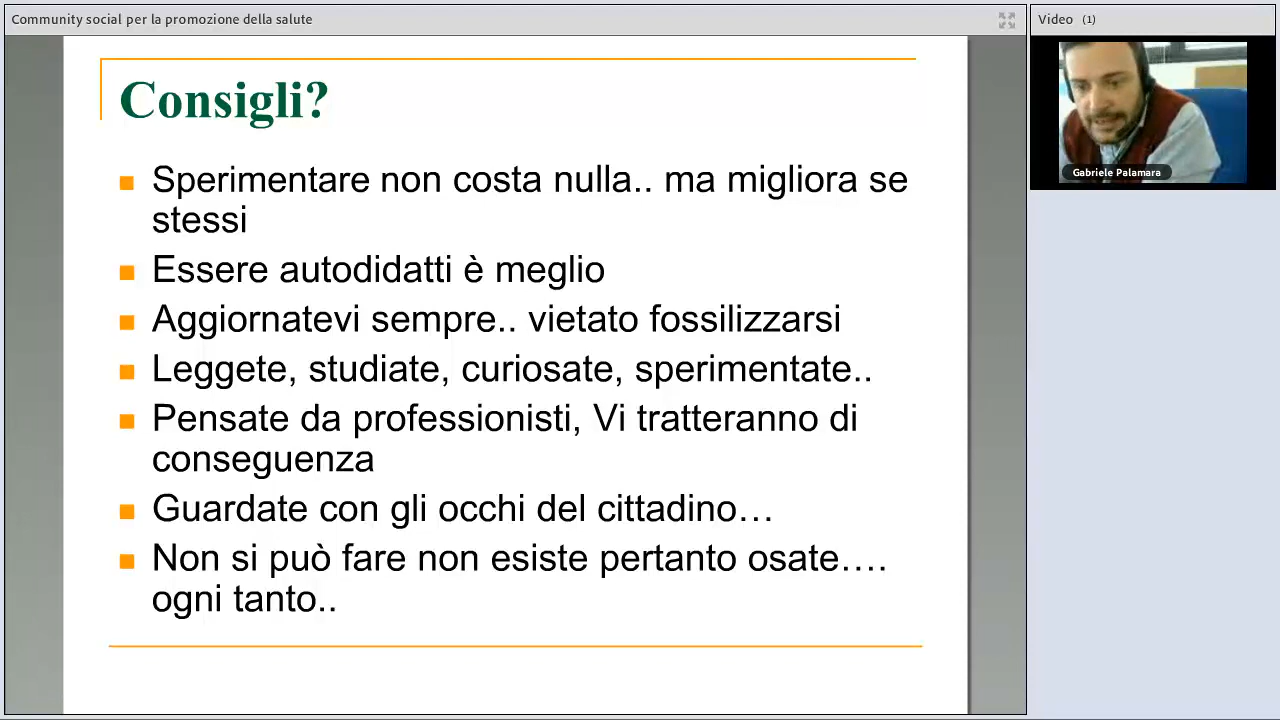 Community social per la promozione della salute
Video (1)
Gabriele Palamara
Consigli?
Sperimentare non costa nulla.. ma migliora se
stessi
Essere autodidatti è meglio
Aggiornatevi sempre.. vietato fossilizzarsi
Leggete, studiate, curiosate, sperimentate..
Pensate da professionisti, Vi tratteranno di
conseguenza
Guardate con gli occhi del cittadino…
Non si può fare non esiste pertanto osate….
ogni tanto..